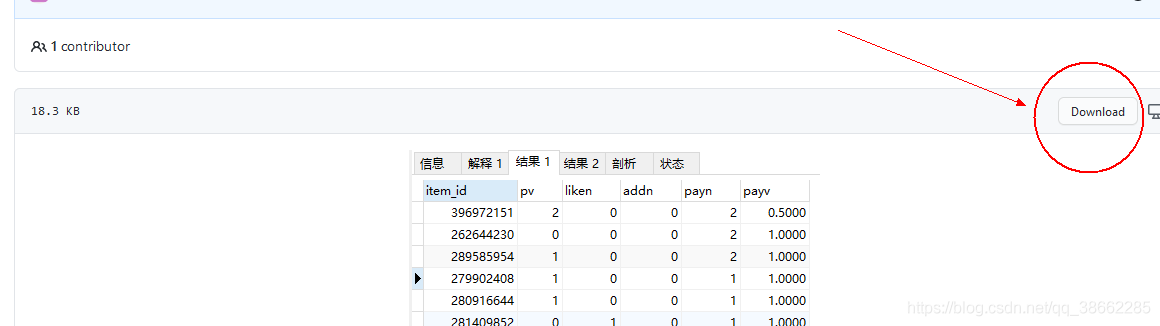 1 contributor
18.3 KB
Download
信息 解释 1 结果 1 结果 2 剖析 状态
item_id pv liken addn payn payv
396972151 2 0 0 2 0.5000
262644230 0 0 0 2 1.0000
289585954 1 0 0 2 1.0000
279902408 1 0 0 1 1.0000
280916644 1 0 0 1 1.0000
281409852 0 1 0 1 1.0000
https://blog.csdn.net/qq_38662285